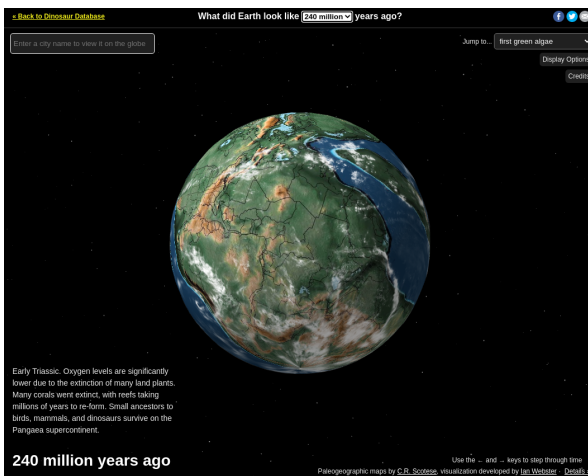 « Back to Dinosaur Database
What did Earth look like 240 million years ago?
Enter a city name to view it on the globe
Jump to... first green algae
Display Options
Credits
Early Triassic. Oxygen levels are significantly
lower due to the extinction of many land plants.
Many corals went extinct, with reefs taking
millions of years to re-form. Small ancestors to
birds, mammals, and dinosaurs survive on the
Pangaea supercontinent.
240 million years ago
Use the ← and → keys to step through time
Paleogeographic maps by C.R. Scotese, visualization developed by Ian Webster · Details